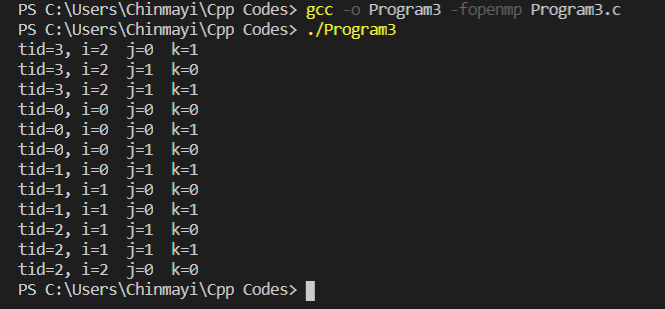 PS C:\Users\Chinmayi\Cpp Codes> gcc -o Program3 -fopenmp Program3.c
PS C:\Users\Chinmayi\Cpp Codes> ./Program3
tid=3, i=2  j=0  k=1
tid=3, i=2  j=1  k=0
tid=3, i=2  j=1  k=1
tid=0, i=0  j=0  k=0
tid=0, i=0  j=0  k=1
tid=0, i=0  j=1  k=0
tid=1, i=0  j=1  k=1
tid=1, i=1  j=0  k=0
tid=1, i=1  j=0  k=1
tid=2, i=1  j=1  k=0
tid=2, i=1  j=1  k=1
tid=2, i=2  j=0  k=0
PS C:\Users\Chinmayi\Cpp Codes>